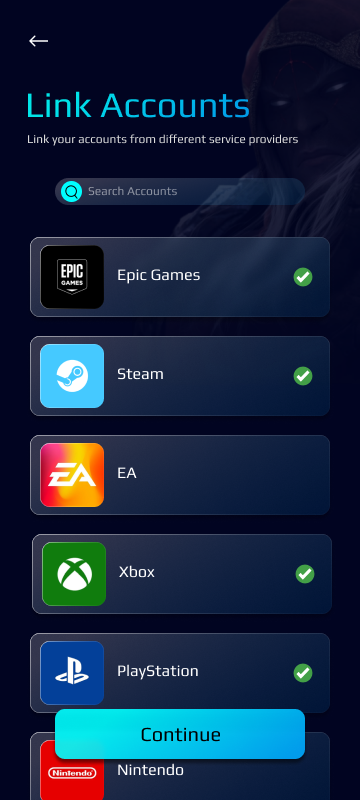 Link Accounts
Link your accounts from different service providers
Search Accounts
EPIC
GAMES
Epic Games
Steam
EA
EA
Xbox
PlayStation
Continue
Nintendo
Nintendo